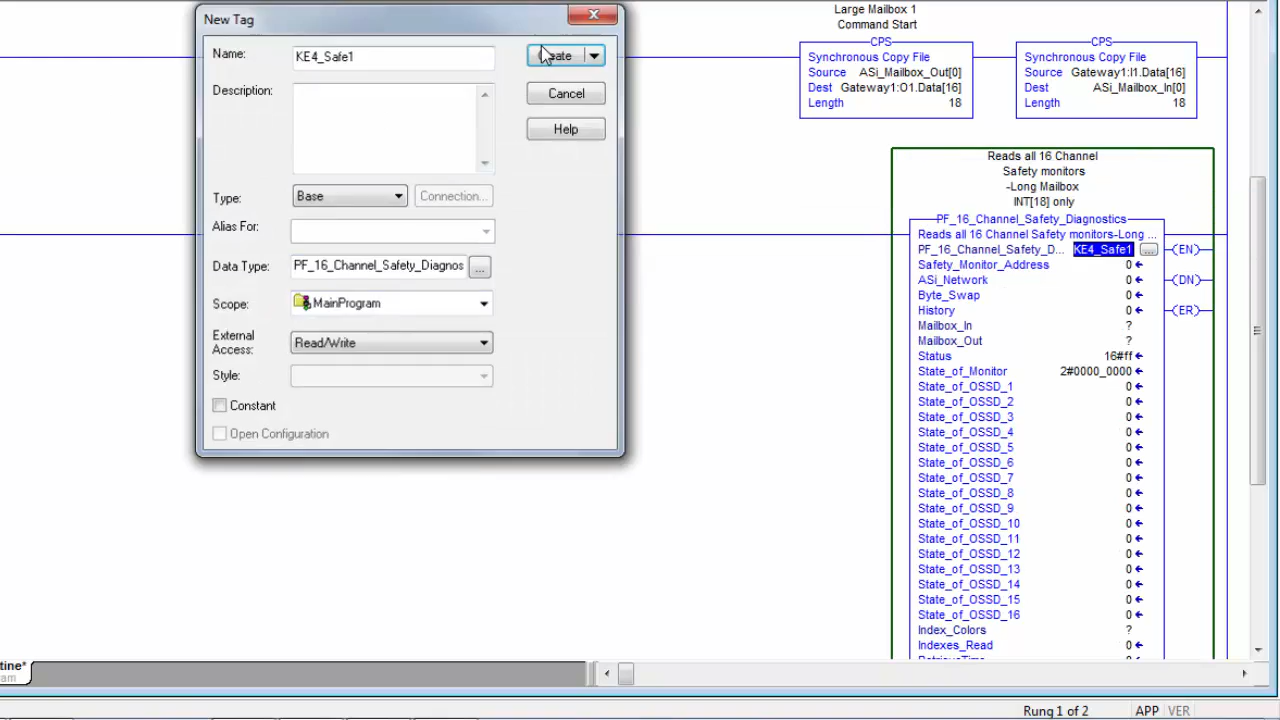 New Tag
Name:
KE4_Safe1
Cancel
Description:
Help
Type:
Base
Connection...
Alias For:
Data Type:
PF_16_Channel_Safety_Diagnos
...
Scope:
MainProgram
External
Access:
Read/Write
Style:
Constant
Open Configuration
Large Mailbox 1
Command Start
CPS
Synchronous Copy File
Source ASi_Mailbox_Out[0]
Dest Gateway1:O1.Data[16]
Length 18
CPS
Synchronous Copy File
Source Gateway1:I1.Data[16]
Dest ASi_Mailbox_In[0]
Length 18
Reads all 16 Channel
Safety monitors
-Long Mailbox
INT[18] only
PF_16_Channel_Safety_Diagnostics
Reads all 16 Channel Safety monitors-Long ...
PF_16_Channel_Safety_D... KE4_Safe1 ... (EN)
Safety_Monitor_Address 0
ASi_Network 0 (DN)
Byte_Swap 0
History 0 (ER)
Mailbox_In ?
Mailbox_Out ?
Status 16#ff
State_of_Monitor 2#0000_0000
State_of_OSSD_1 0
State_of_OSSD_2 0
State_of_OSSD_3 0
State_of_OSSD_4 0
State_of_OSSD_5 0
State_of_OSSD_6 0
State_of_OSSD_7 0
State_of_OSSD_8 0
State_of_OSSD_9 0
State_of_OSSD_10 0
State_of_OSSD_11 0
State_of_OSSD_12 0
State_of_OSSD_13 0
State_of_OSSD_14 0
State_of_OSSD_15 0
State_of_OSSD_16 0
Index_Colors ?
Indexes_Read 0
tine*
Rung 1 of 2
APP
VER